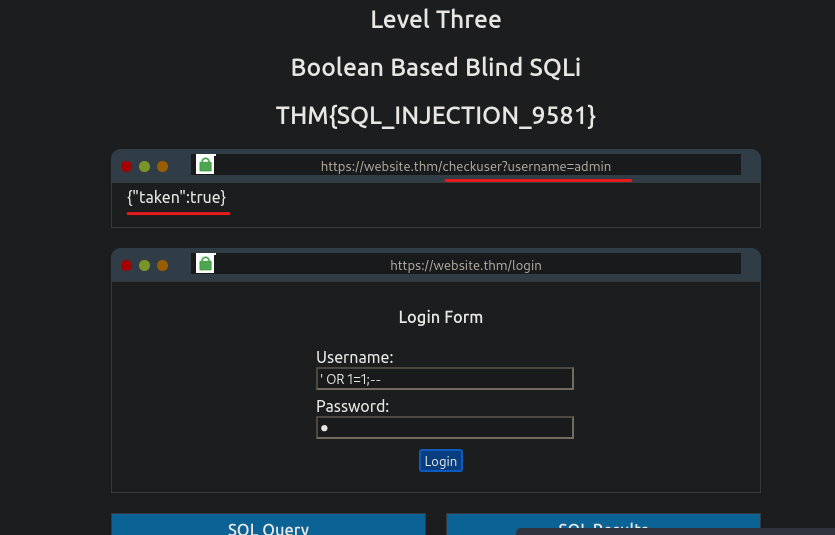 Level Three
Boolean Based Blind SQLi
THM{SQL_INJECTION_9581}
https://website.thm/checkuser?username=admin
{"taken":true}
https://website.thm/login
Login Form
Username:
' OR 1=1;--
Password:
●
Login
SQL Query
SQL Results